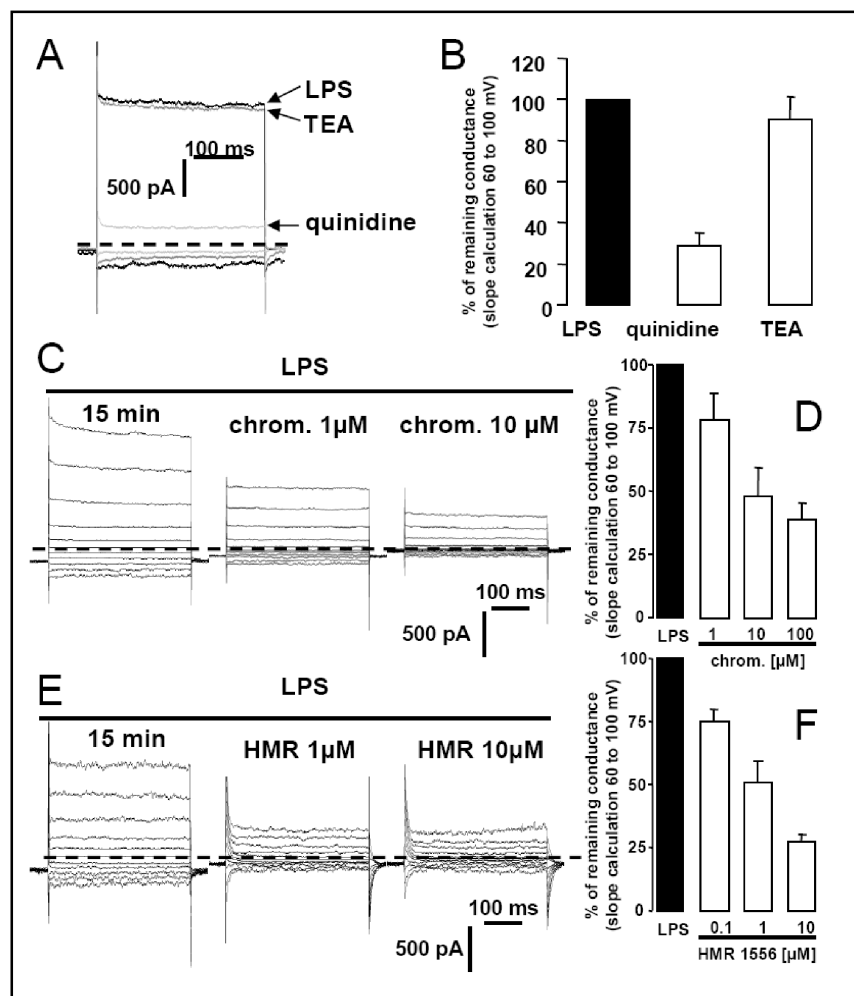 A
LPS
TEA
100 ms
500 pA
quinidine
B
% of remaining conductance
(slope calculation 60 to 100 mV)
120
100
80
60
40
20
0
LPS quinidine TEA
C
LPS
15 min chrom. 1µM chrom. 10 µM
100 ms
500 pA
D
% of remaining conductance
(slope calculation 60 to 100 mV)
100
75
50
25
0
LPS 1 10 100
chrom. [µM]
E
LPS
15 min HMR 1µM HMR 10µM
100 ms
500 pA
F
% of remaining conductance
(slope calculation 60 to 100 mV)
100
75
50
25
0
LPS 0.1 1 10
HMR 1556 [µM]